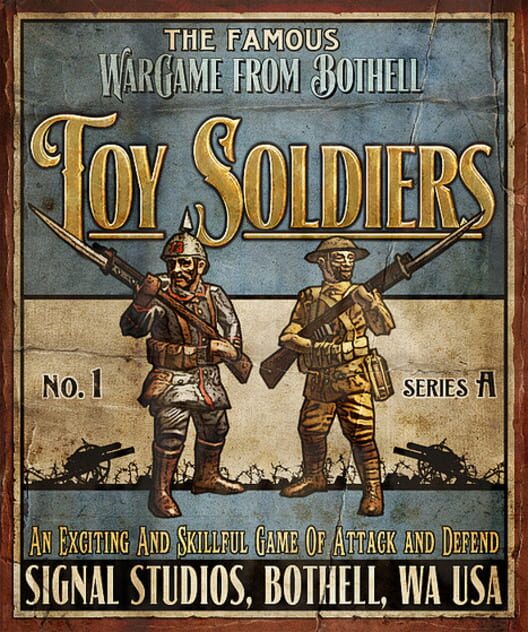 THE FAMOUS
WARGAME FROM BOTHELL
TOY SOLDIERS
NO. 1
SERIES A
AN EXCITING AND SKILLFUL GAME OF ATTACK AND DEFEND
SIGNAL STUDIOS, BOTHELL, WA USA